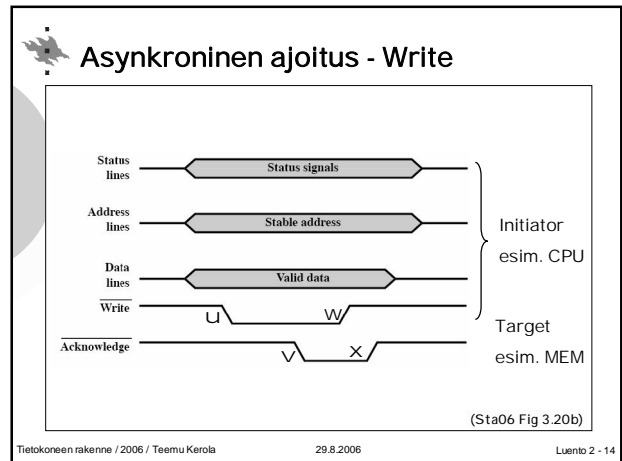 Asynkroninen ajoitus - Write
Status
lines
Status signals
Address
lines
Stable address
Initiator
esim. CPU
Data
lines
Valid data
Write
u
w
Target
esim. MEM
Acknowledge
v
x
(Sta06 Fig 3.20b)
Tietokoneen rakenne / 2006 / Teemu Kerola
29.8.2006
Luento 2 - 14